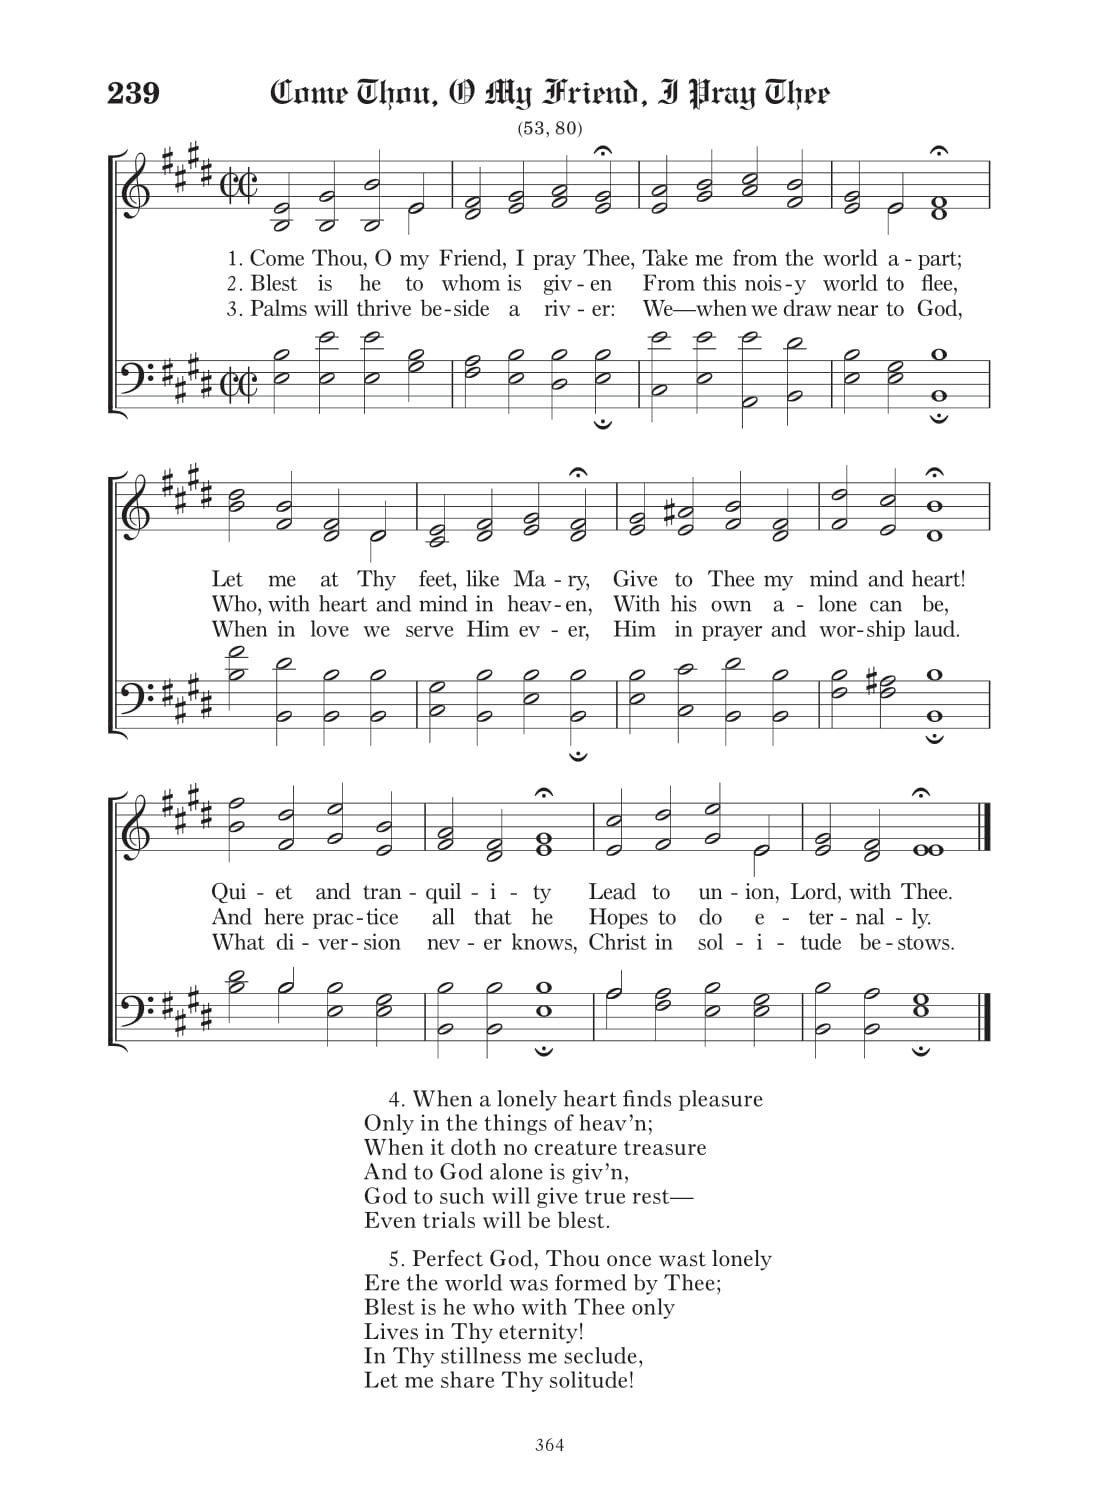 239 Come Thou, O My Friend, I Pray Thee
(53, 80)
1. Come Thou, O my Friend, I pray Thee, Take me from the world a - part;
2. Blest is he to whom is giv - en From this nois - y world to flee,
3. Palms will thrive be - side a riv - er: We—when we draw near to God,
Let me at Thy feet, like Ma - ry, Give to Thee my mind and heart!
Who, with heart and mind in heav - en, With his own a - lone can be,
When in love we serve Him ev - er, Him in prayer and wor - ship laud.
Qui - et and tran - quil - i - ty Lead to un - ion, Lord, with Thee.
And here prac - tice all that he Hopes to do e - ter - nal - ly.
What di - ver - sion nev - er knows, Christ in sol - i - tude be - stows.
4. When a lonely heart finds pleasure
Only in the things of heav’n;
When it doth no creature treasure
And to God alone is giv’n,
God to such will give true rest—
Even trials will be blest.
5. Perfect God, Thou once wast lonely
Ere the world was formed by Thee;
Blest is he who with Thee only
Lives in Thy eternity!
In Thy stillness me seclude,
Let me share Thy solitude!
364